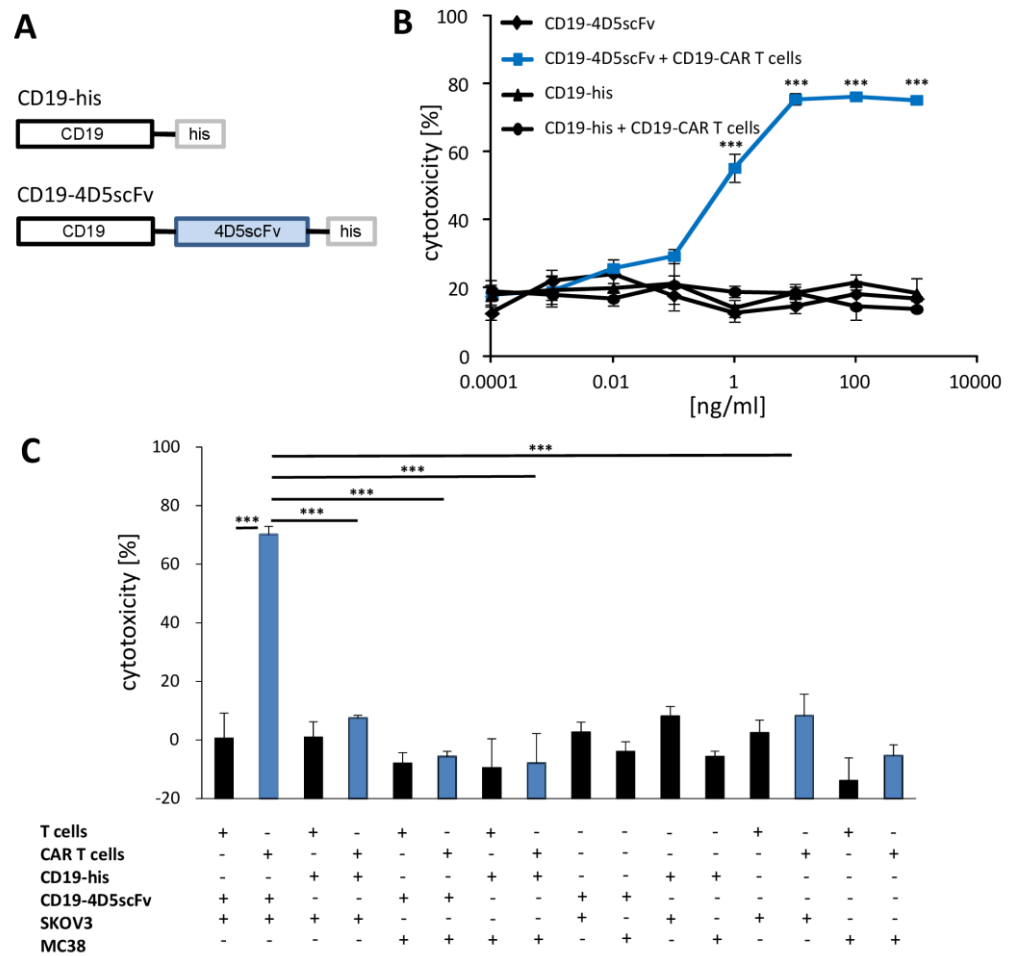 A
CD19-his
CD19 his
CD19-4D5scFv
CD19 4D5scFv his
B
cytotoxicity [%]
100
80
60
40
20
0
CD19-4D5scFv
CD19-4D5scFv + CD19-CAR T cells
CD19-his
CD19-his + CD19-CAR T cells
*** *** *** ***
0.0001 0.01 1 100 10000
[ng/ml]
C
cytotoxicity [%]
100
80
60
40
20
0
-20
***
***
***
***
***
T cells + - + - + - + - - - - - + - + -
CAR T cells - + - + - + - + - - - - - + - +
CD19-his - - + + - - + + - - + + - - - -
CD19-4D5scFv + + - - + + - - + + - - - - - -
SKOV3 + + + + - - - - + - + - + + - -
MC38 - - - - + + + + - + - + - - + +